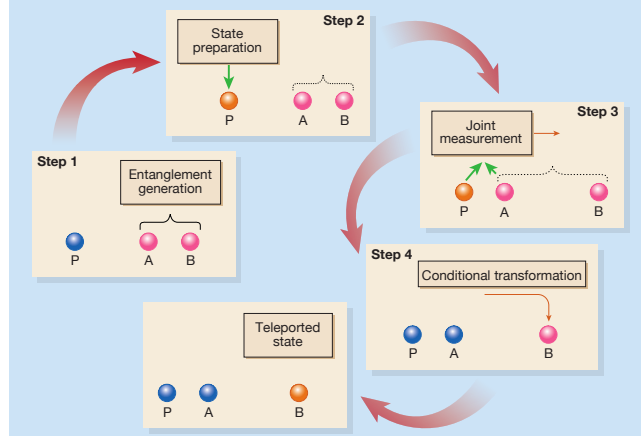 Step 1
Entanglement
generation
P
A
B
Step 2
State
preparation
P
A
B
Step 3
Joint
measurement
P
A
B
Step 4
Conditional transformation
P
A
B
Teleported
state
P
A
B